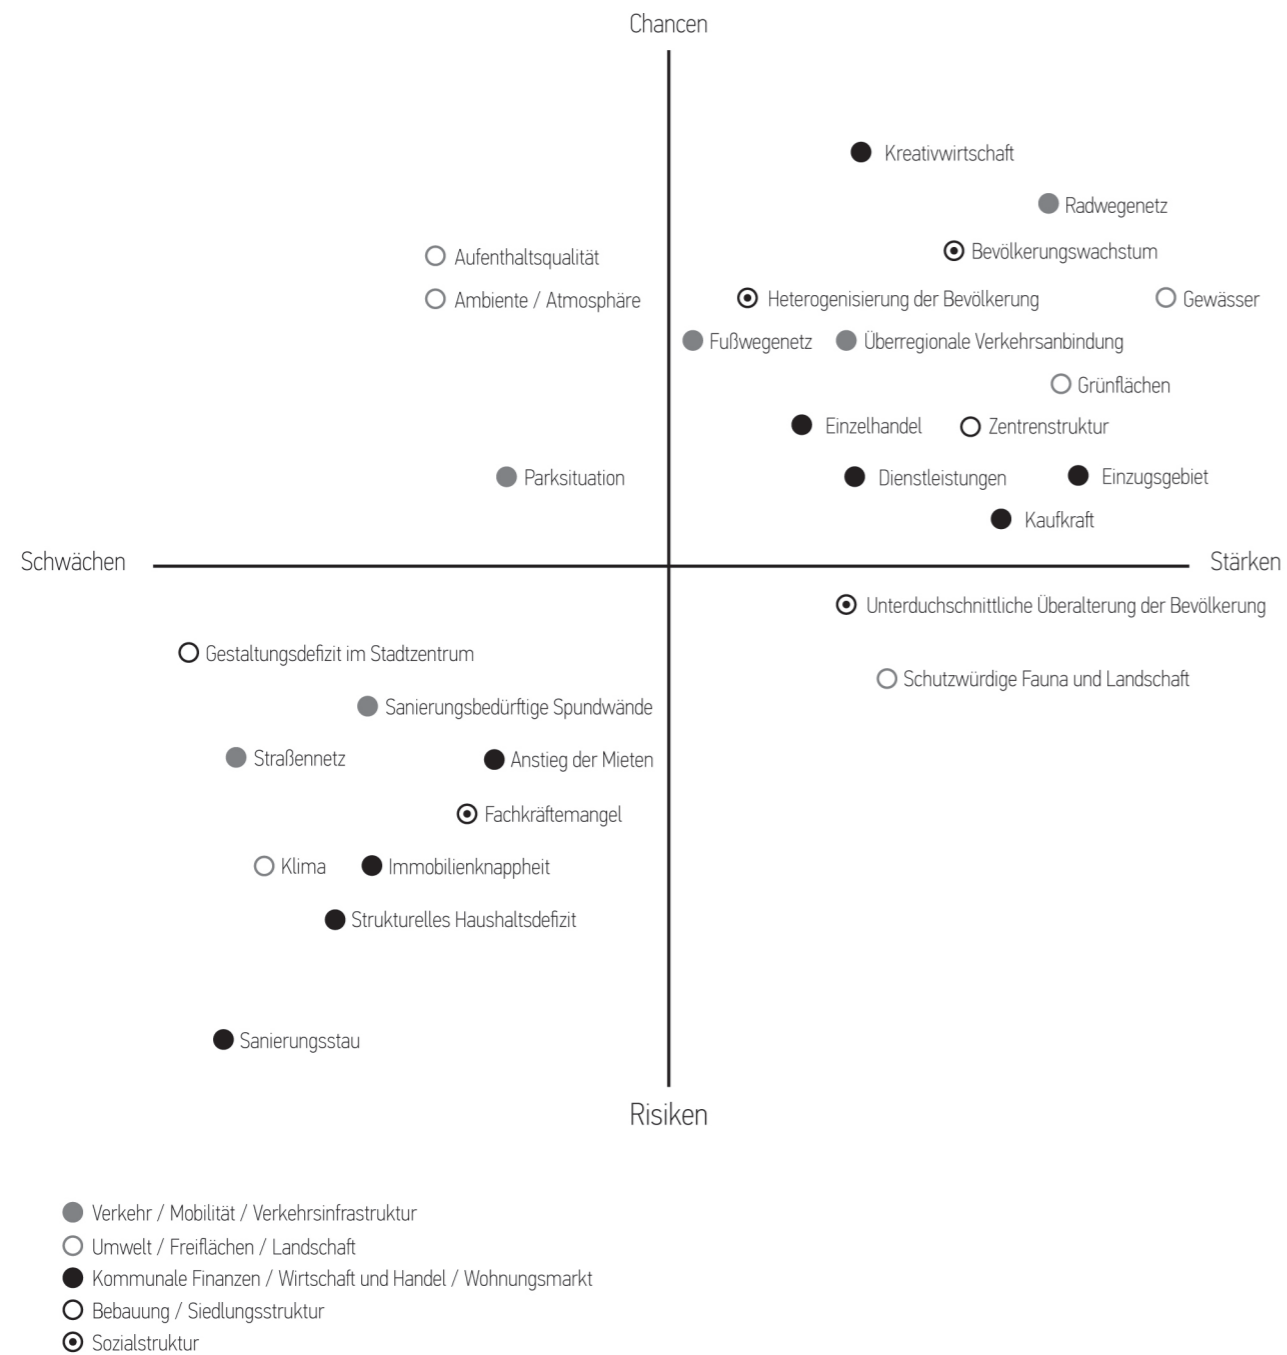 Chancen
Kreativwirtschaft
Radwegenetz
Bevölkerungswachstum
Aufenthaltsqualität
Heterogenisierung der Bevölkerung
Gewässer
Ambiente / Atmosphäre
Fußwegenetz
Überregionale Verkehrsanbindung
Grünflächen
Einzelhandel
Zentrenstruktur
Parksituation
Dienstleistungen
Einzugsgebiet
Kaufkraft
Schwächen
Stärken
Unterduchschnittliche Überalterung der Bevölkerung
Gestaltungsdefizit im Stadtzentrum
Schutzwürdige Fauna und Landschaft
Sanierungsbedürftige Spundwände
Straßennetz
Anstieg der Mieten
Fachkräftemangel
Klima
Immobilienknappheit
Strukturelles Haushaltsdefizit
Sanierungsstau
Risiken
Verkehr / Mobilität / Verkehrsinfrastruktur
Umwelt / Freiflächen / Landschaft
Kommunale Finanzen / Wirtschaft und Handel / Wohnungsmarkt
Bebauung / Siedlungsstruktur
Sozialstruktur